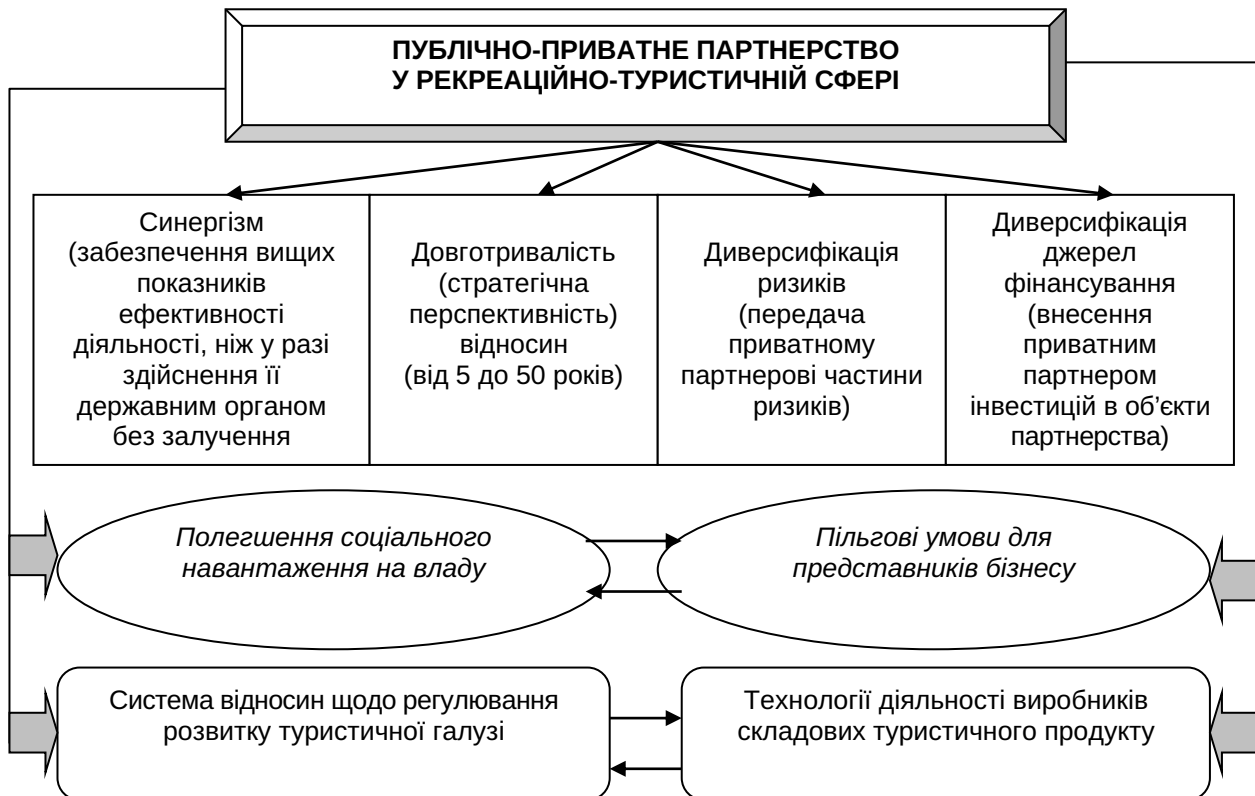 ПУБЛІЧНО-ПРИВАТНЕ ПАРТНЕРСТВО
У РЕКРЕАЦІЙНО-ТУРИСТИЧНІЙ СФЕРІ
Синергізм
(забезпечення вищих
показників
ефективності
діяльності, ніж у разі
здійснення її
державним органом
без залучення
Довготривалість
(стратегічна
перспективність)
відносин
(від 5 до 50 років)
Диверсифікація
ризиків
(передача
приватному
партнерові частини
ризиків)
Диверсифікація
джерел
фінансування
(внесення
приватним
партнером
інвестицій в об’єкти
партнерства)
Полегшення соціального
навантаження на владу
Пільгові умови для
представників бізнесу
Система відносин щодо регулювання
розвитку туристичної галузі
Технології діяльності виробників
складових туристичного продукту